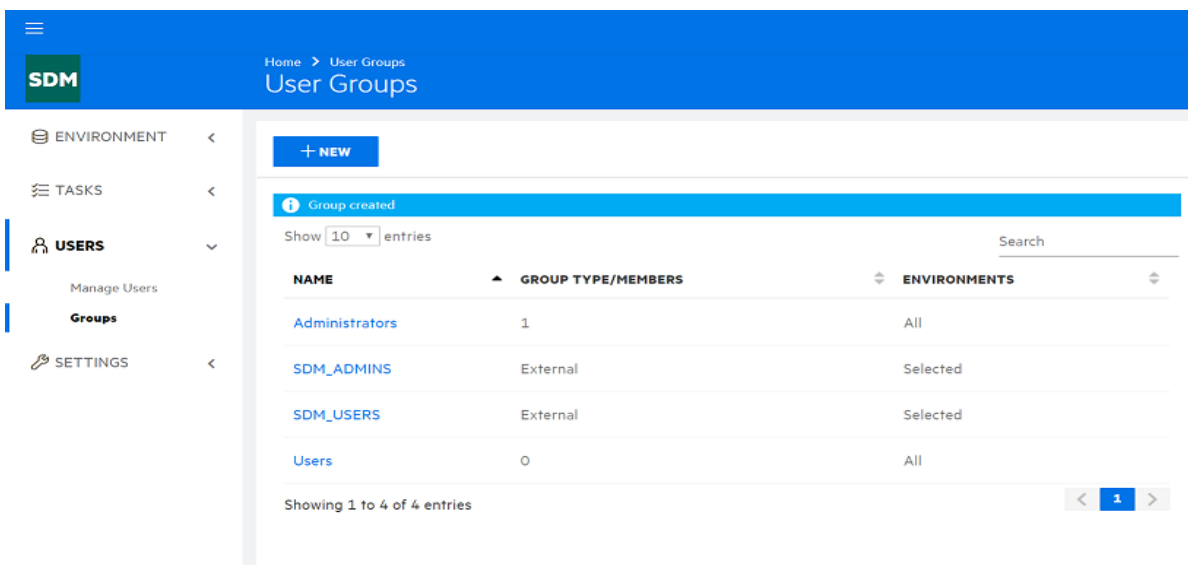 Home > User Groups
SDM
User Groups
ENVIRONMENT
TASKS
USERS
Manage Users
Groups
SETTINGS
+ NEW
Group created
Show 10 entries
Search
NAME GROUP TYPE/MEMBERS ENVIRONMENTS
Administrators 1 All
SDM_ADMINS External Selected
SDM_USERS External Selected
Users 0 All
Showing 1 to 4 of 4 entries
< 1 >